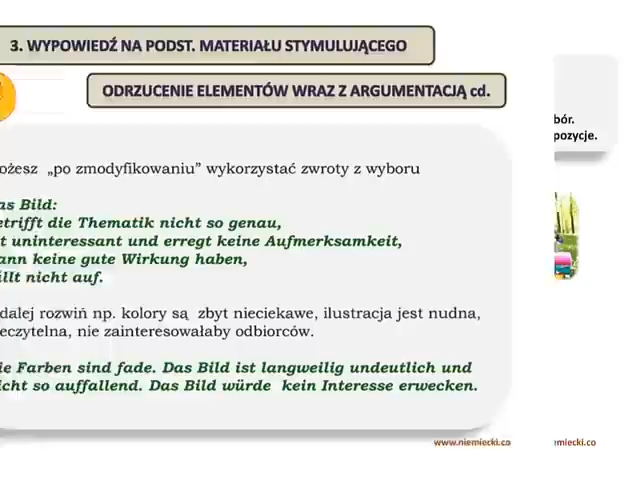 3. WYPOWIEDŹ NA PODST. MATERIAŁU STYMULUJĄCEGO
ODRZUCENIE ELEMENTÓW WRAZ Z ARGUMENTACJĄ cd.
ożesz „po zmodyfikowaniu” wykorzystać zwroty z wyboru
as Bild:
etrifft die Thematik nicht so genau,
t uninteressant und erregt keine Aufmerksamkeit,
ann keine gute Wirkung haben,
illt nicht auf.
dalej rozwiń np. kolory są zbyt nieciekawe, ilustracja jest nudna,
eczytelna, nie zainteresowałaby odbiorców.
ie Farben sind fade. Das Bild ist langweilig undeutlich und
icht so auffallend. Das Bild würde kein Interesse erwecken.
www.niemiecki.co
bór.
pozycje.
emiecki.co